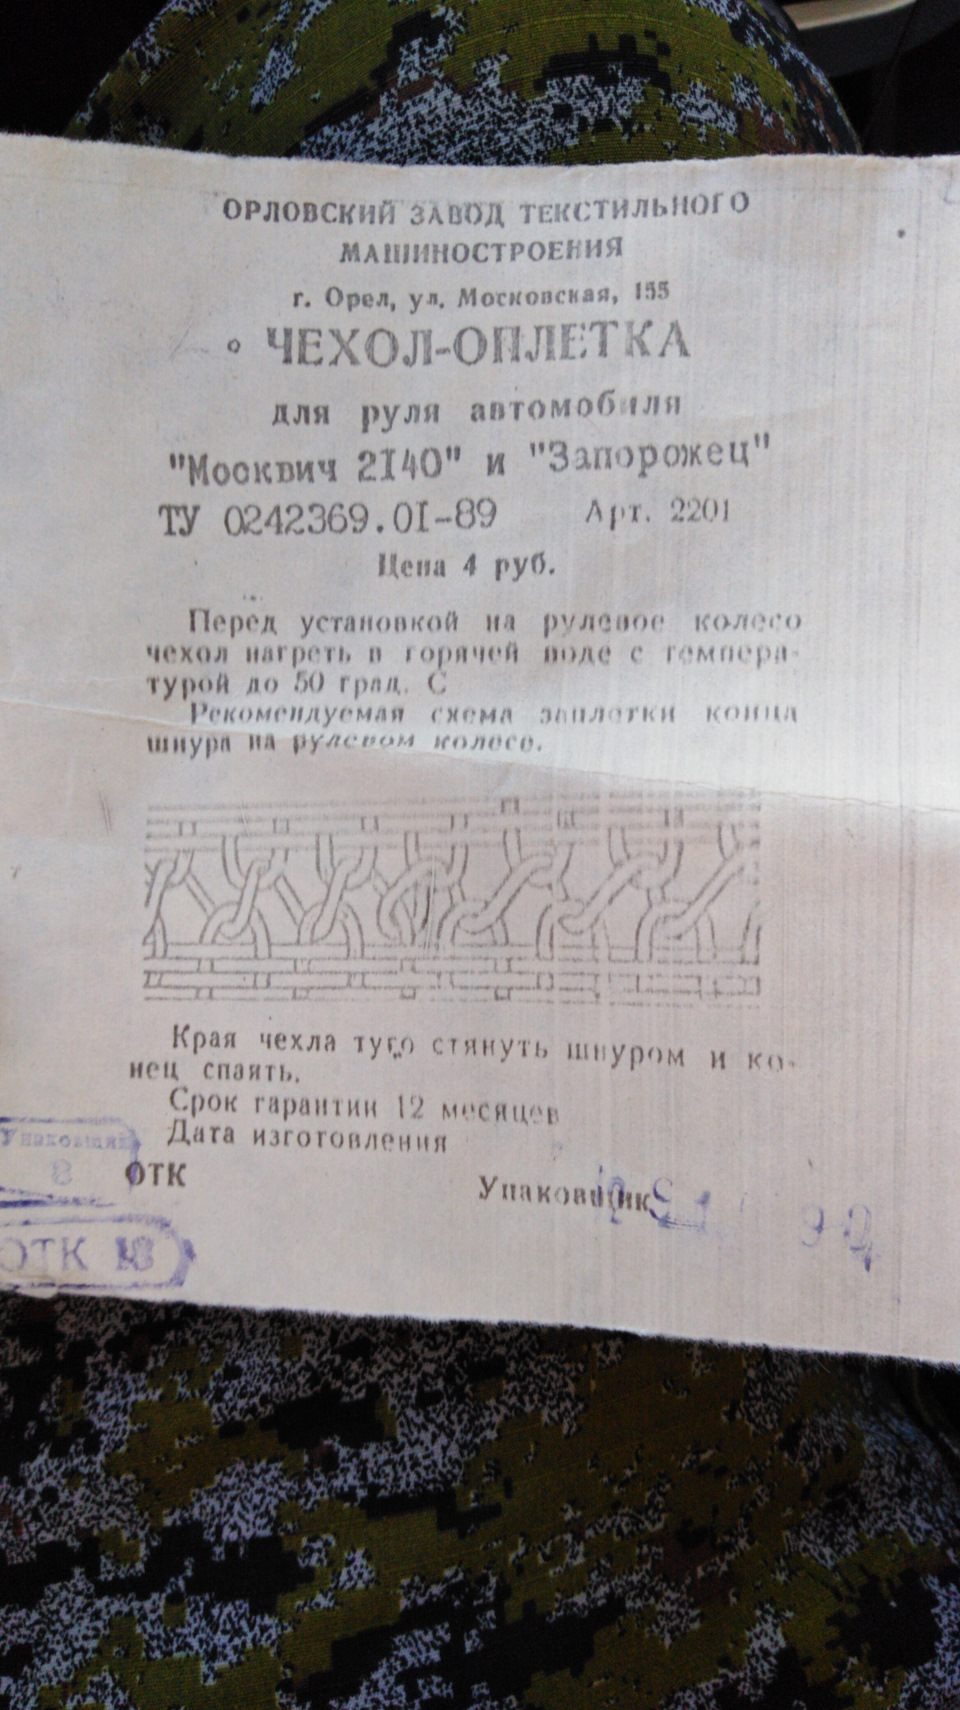 ОРЛОВСКИЙ ЗАВОД ТЕКСТИЛЬНОГО
МАШИНОСТРОЕНИЯ
г. Орел, ул. Московская, 155
ЧЕХОЛ-ОПЛЕТКА
для руля автомобиля
"Москвич 2140" и "Запорожец"
ТУ 0242369.01-89 Арт. 2201
Цена 4 руб.
Перед установкой на рулевое колесо
чехол нагреть в горячей воде с темпера-
турой до 50 град. С
Рекомендуемая схема заплетки конца
шнура на рулевом колесе.
Края чехла туго стянуть шнуром и ко-
нец спаять.
Срок гарантии 12 месяцев
Дата изготовления
Упаковщик
8
ОТК
Упаковщик
ОТК